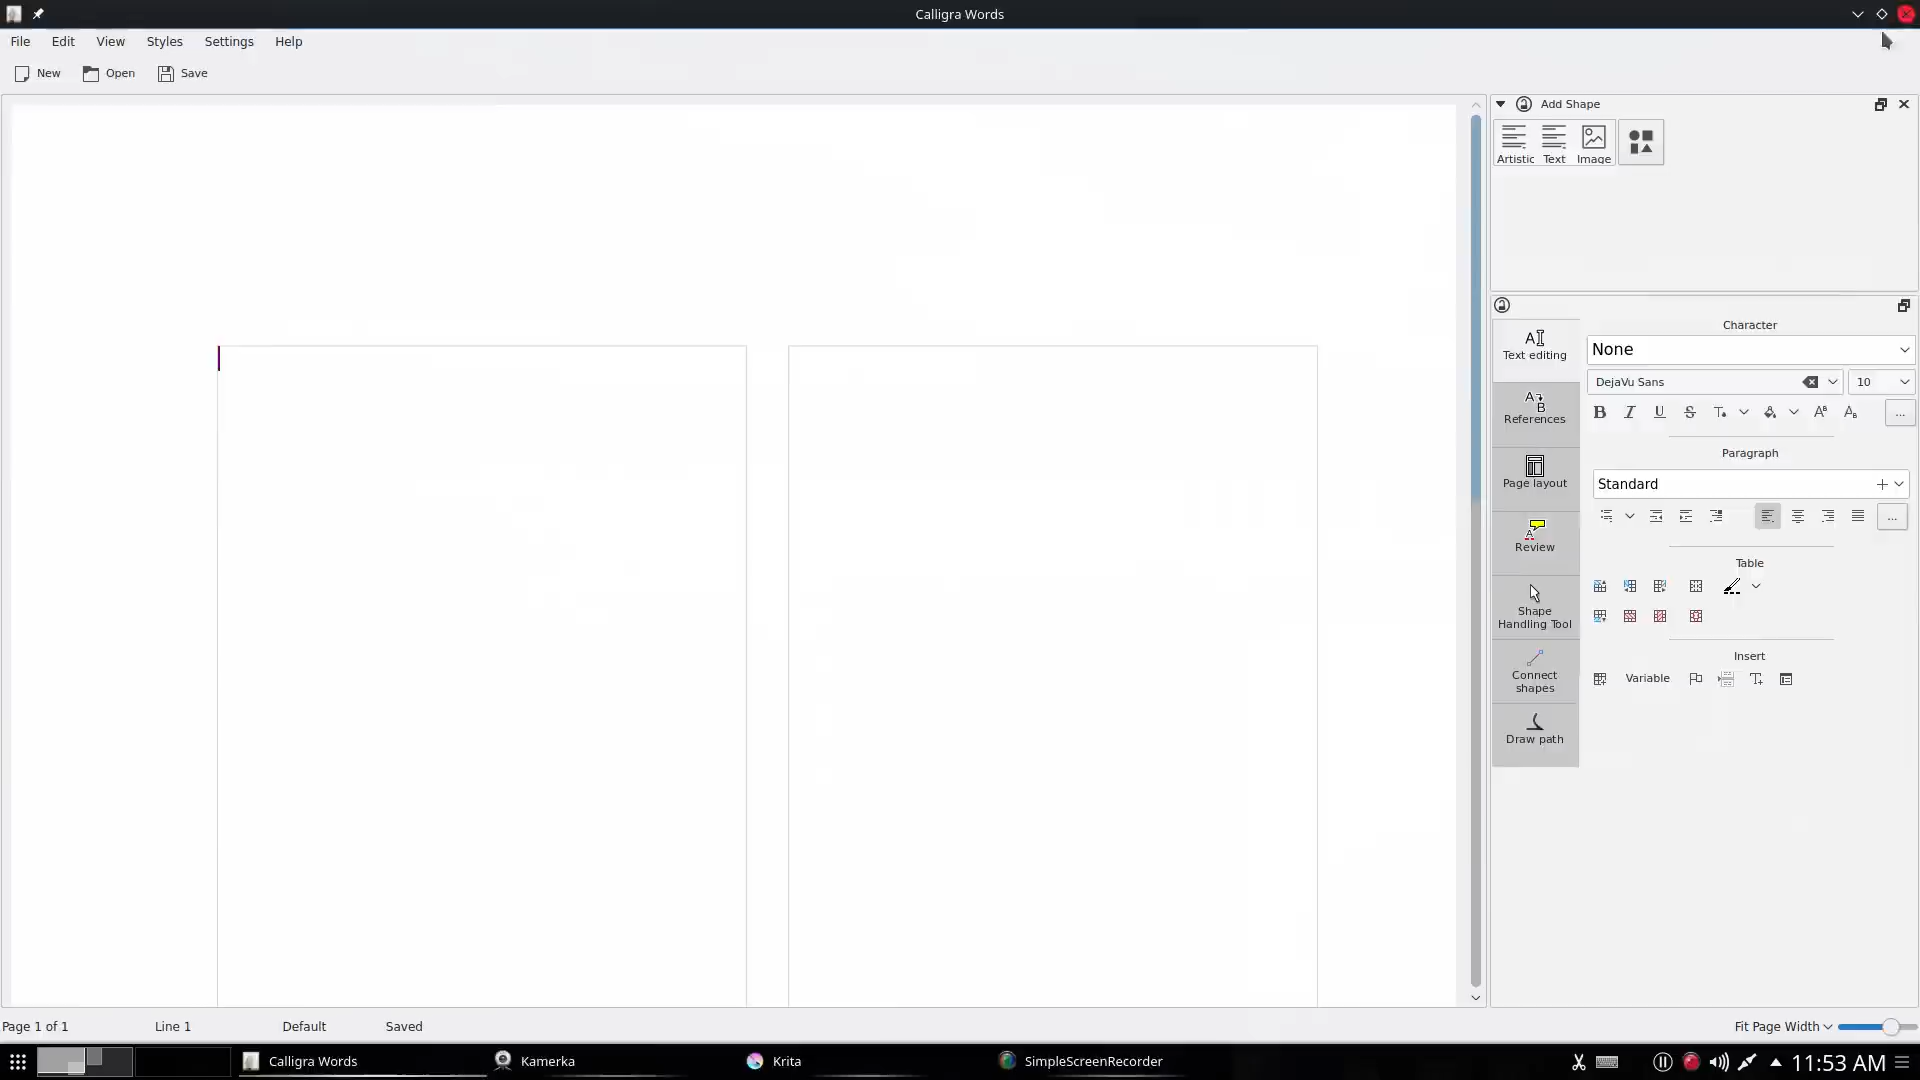 Calligra Words
File Edit View Styles Settings Help
New Open Save
Add Shape
Artistic Text Image
Character
Text editing
None
DejaVu Sans 10
References
Paragraph
Page layout
Standard
Review
Table
Shape
Handling Tool
Insert
Connect
shapes
Variable
Draw path
Page 1 of 1 Line 1 Default Saved Fit Page Width
Calligra Words Kamerka Krita SimpleScreenRecorder 11:53 AM